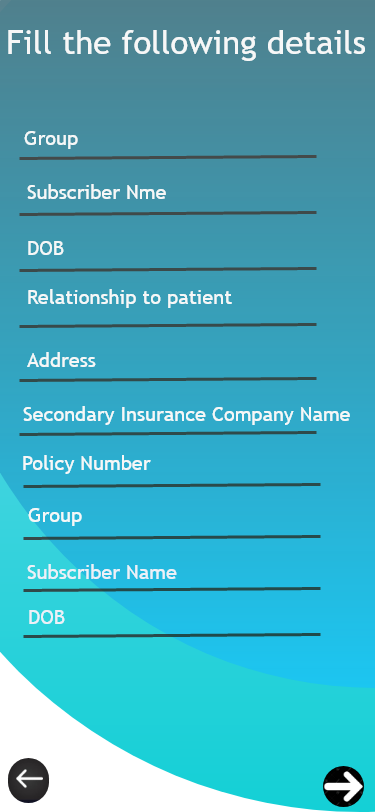 Fill the following details
Group
Subscriber Nme
DOB
Relationship to patient
Address
Secondary Insurance Company Name
Policy Number
Group
Subscriber Name
DOB